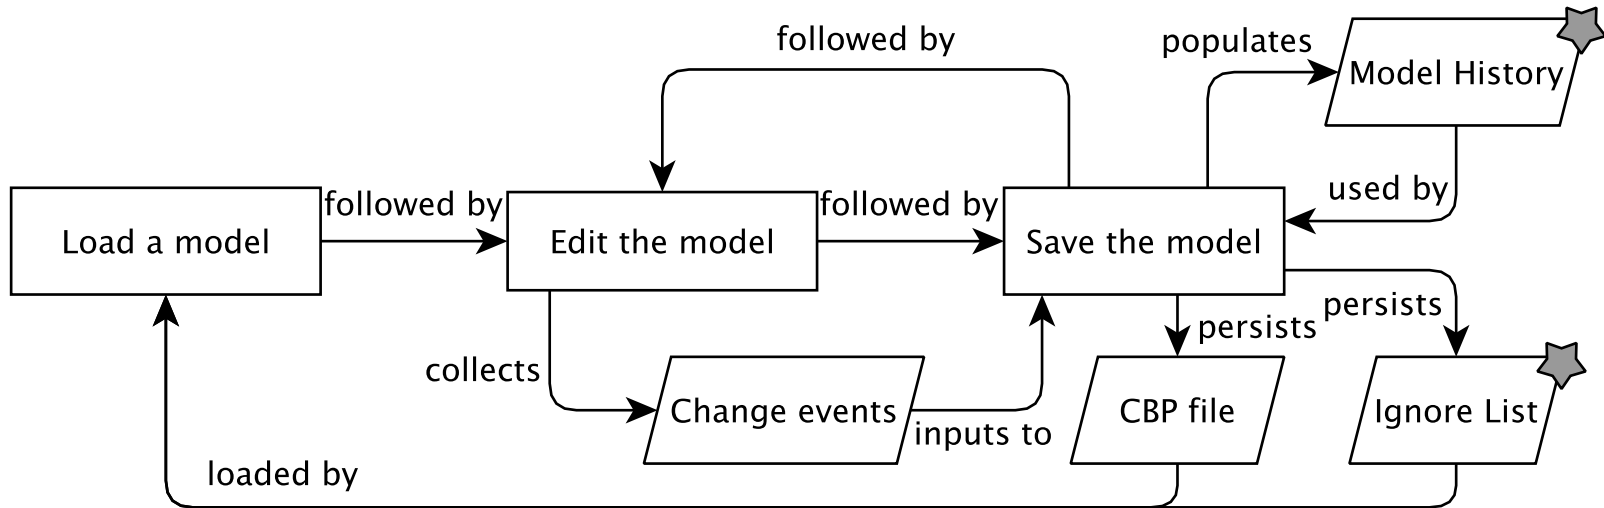 followed by
populates
Model History
used by
Load a model
followed by
Edit the model
followed by
Save the model
persists
persists
collects
Change events
inputs to
CBP file
Ignore List
loaded by